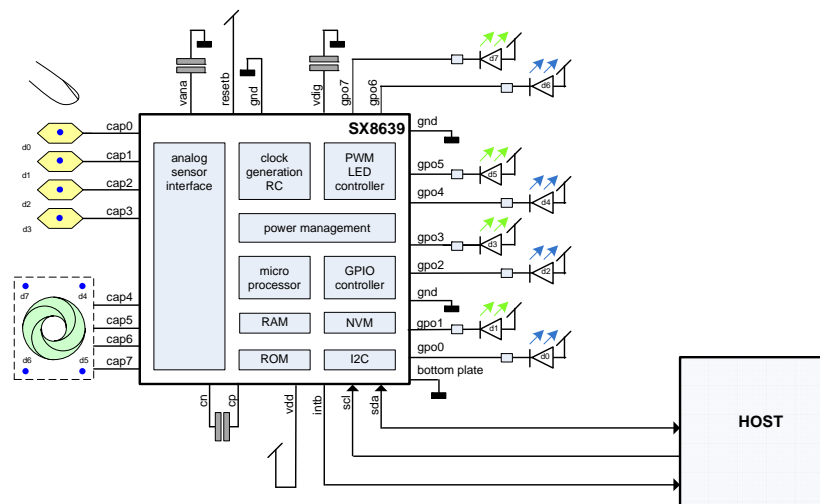 vana
resetb
gnd
vdig
gpo7
gpo6
d7
d6
SX8639
cap0
d0
cap1
d1
cap2
d2
cap3
d3
analog
sensor
interface
clock
generation
RC
PWM
LED
controller
gnd
gpo5
d5
gpo4
d4
power management
gpo3
d3
gpo2
d2
micro
processor
GPIO
controller
gnd
d7
d4
cap4
cap5
cap6
cap7
d6
d5
RAM
NVM
gpo1
d1
ROM
I2C
gpo0
d0
bottom plate
cn
cp
vdd
intb
scl
sda
HOST